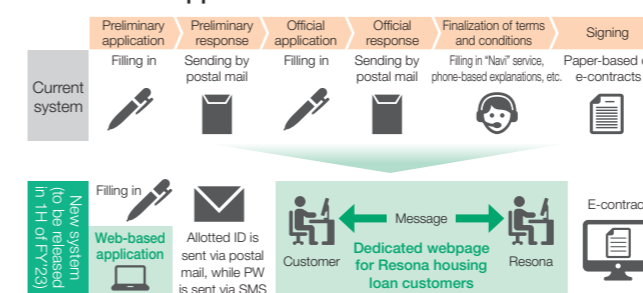 Preliminary
application
Preliminary
response
Official
application
Official
response
Finalization of terms
and conditions
Signing
Current
system
Filling in
Sending by
postal mail
Filling in
Sending by
postal mail
Filling in “Navi” service,
phone-based explanations, etc.
Paper-based
e-contracts
New system
(to be released
in 1H of FY’23)
Filling in
Web-based
application
Allotted ID is
sent via postal
mail, while PW
is sent via SMS
Customer
Message
Dedicated webpage
for Resona housing
loan customers
Resona